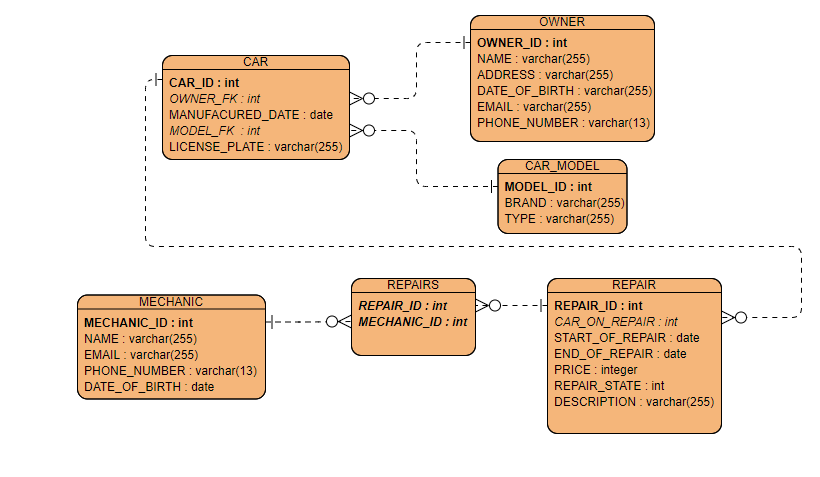 OWNER
OWNER_ID : int
NAME : varchar(255)
ADDRESS : varchar(255)
DATE_OF_BIRTH : varchar(255)
EMAIL : varchar(255)
PHONE_NUMBER : varchar(13)
CAR
CAR_ID : int
OWNER_FK : int
MANUFACURED_DATE : date
MODEL_FK : int
LICENSE_PLATE : varchar(255)
CAR_MODEL
MODEL_ID : int
BRAND : varchar(255)
TYPE : varchar(255)
MECHANIC
MECHANIC_ID : int
NAME : varchar(255)
EMAIL : varchar(255)
PHONE_NUMBER : varchar(13)
DATE_OF_BIRTH : date
REPAIRS
REPAIR_ID : int
MECHANIC_ID : int
REPAIR
REPAIR_ID : int
CAR_ON_REPAIR : int
START_OF_REPAIR : date
END_OF_REPAIR : date
PRICE : integer
REPAIR_STATE : int
DESCRIPTION : varchar(255)